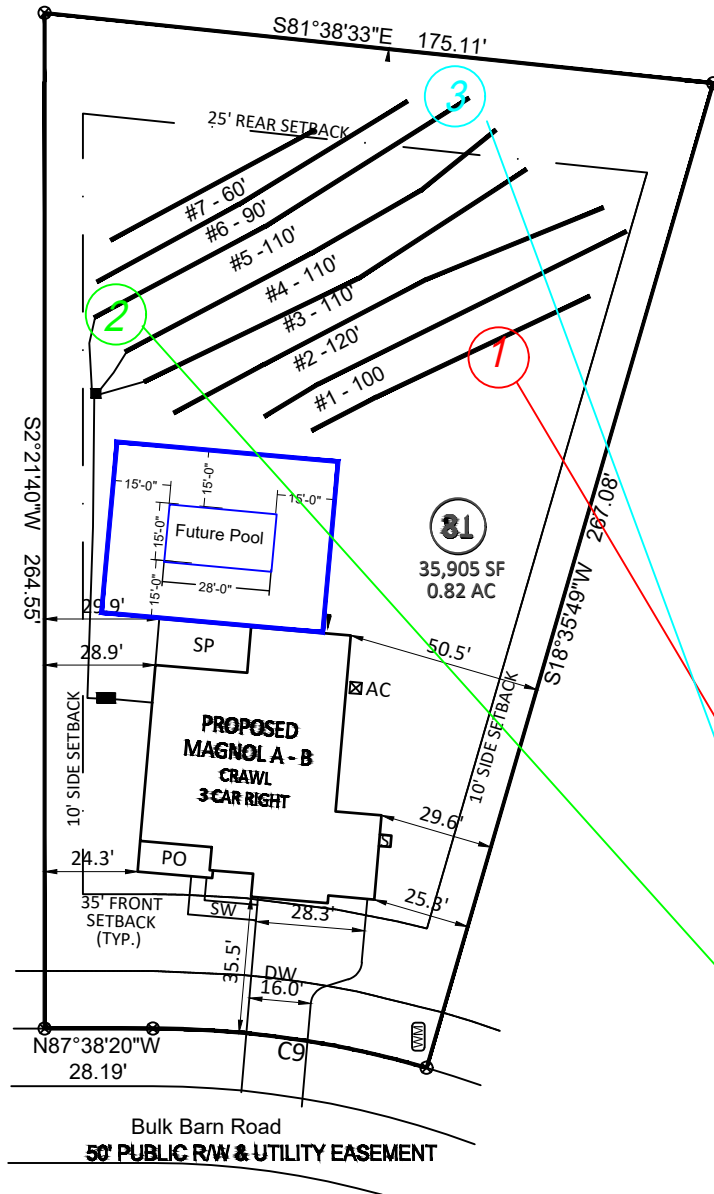 S81°38'33"E 175.11'
3
25' REAR SETBACK
#7 - 60'
#6 - 90'
#5 -110'
#4 - 110'
#3 - 110'
#2 -120'
#1 - 100
2
1
S2°21'40"W 264.55'
S18°35'49"W 267.08'
15'-0"
15'-0"
15'-0"
15'-0"
Future Pool
28'-0"
15'-0"
81
35,905 SF
0.82 AC
29.9'
28.9'
SP
50.5'
AC
PROPOSED
MAGNOL A - B
CRAWL
3 CAR RIGHT
10' SIDE SETBACK
10' SIDE SETBACK
29.6'
S
24.3'
PO
25.3'
35' FRONT
SETBACK
(TYP.)
SW
28.3'
35.5'
DW
16.0'
WM
N87°38'20"W
28.19'
C9
Bulk Barn Road
50' PUBLIC R/W & UTILITY EASEMENT